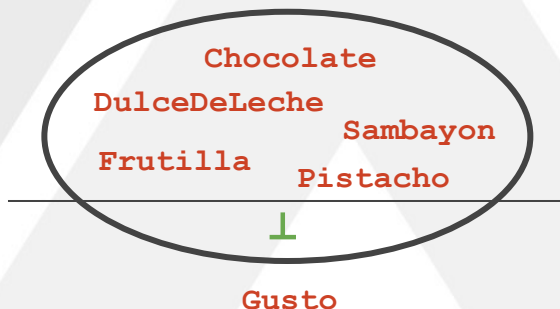 Chocolate
DulceDeLeche
Sambayon
Frutilla
Pistacho
⊥
Gusto